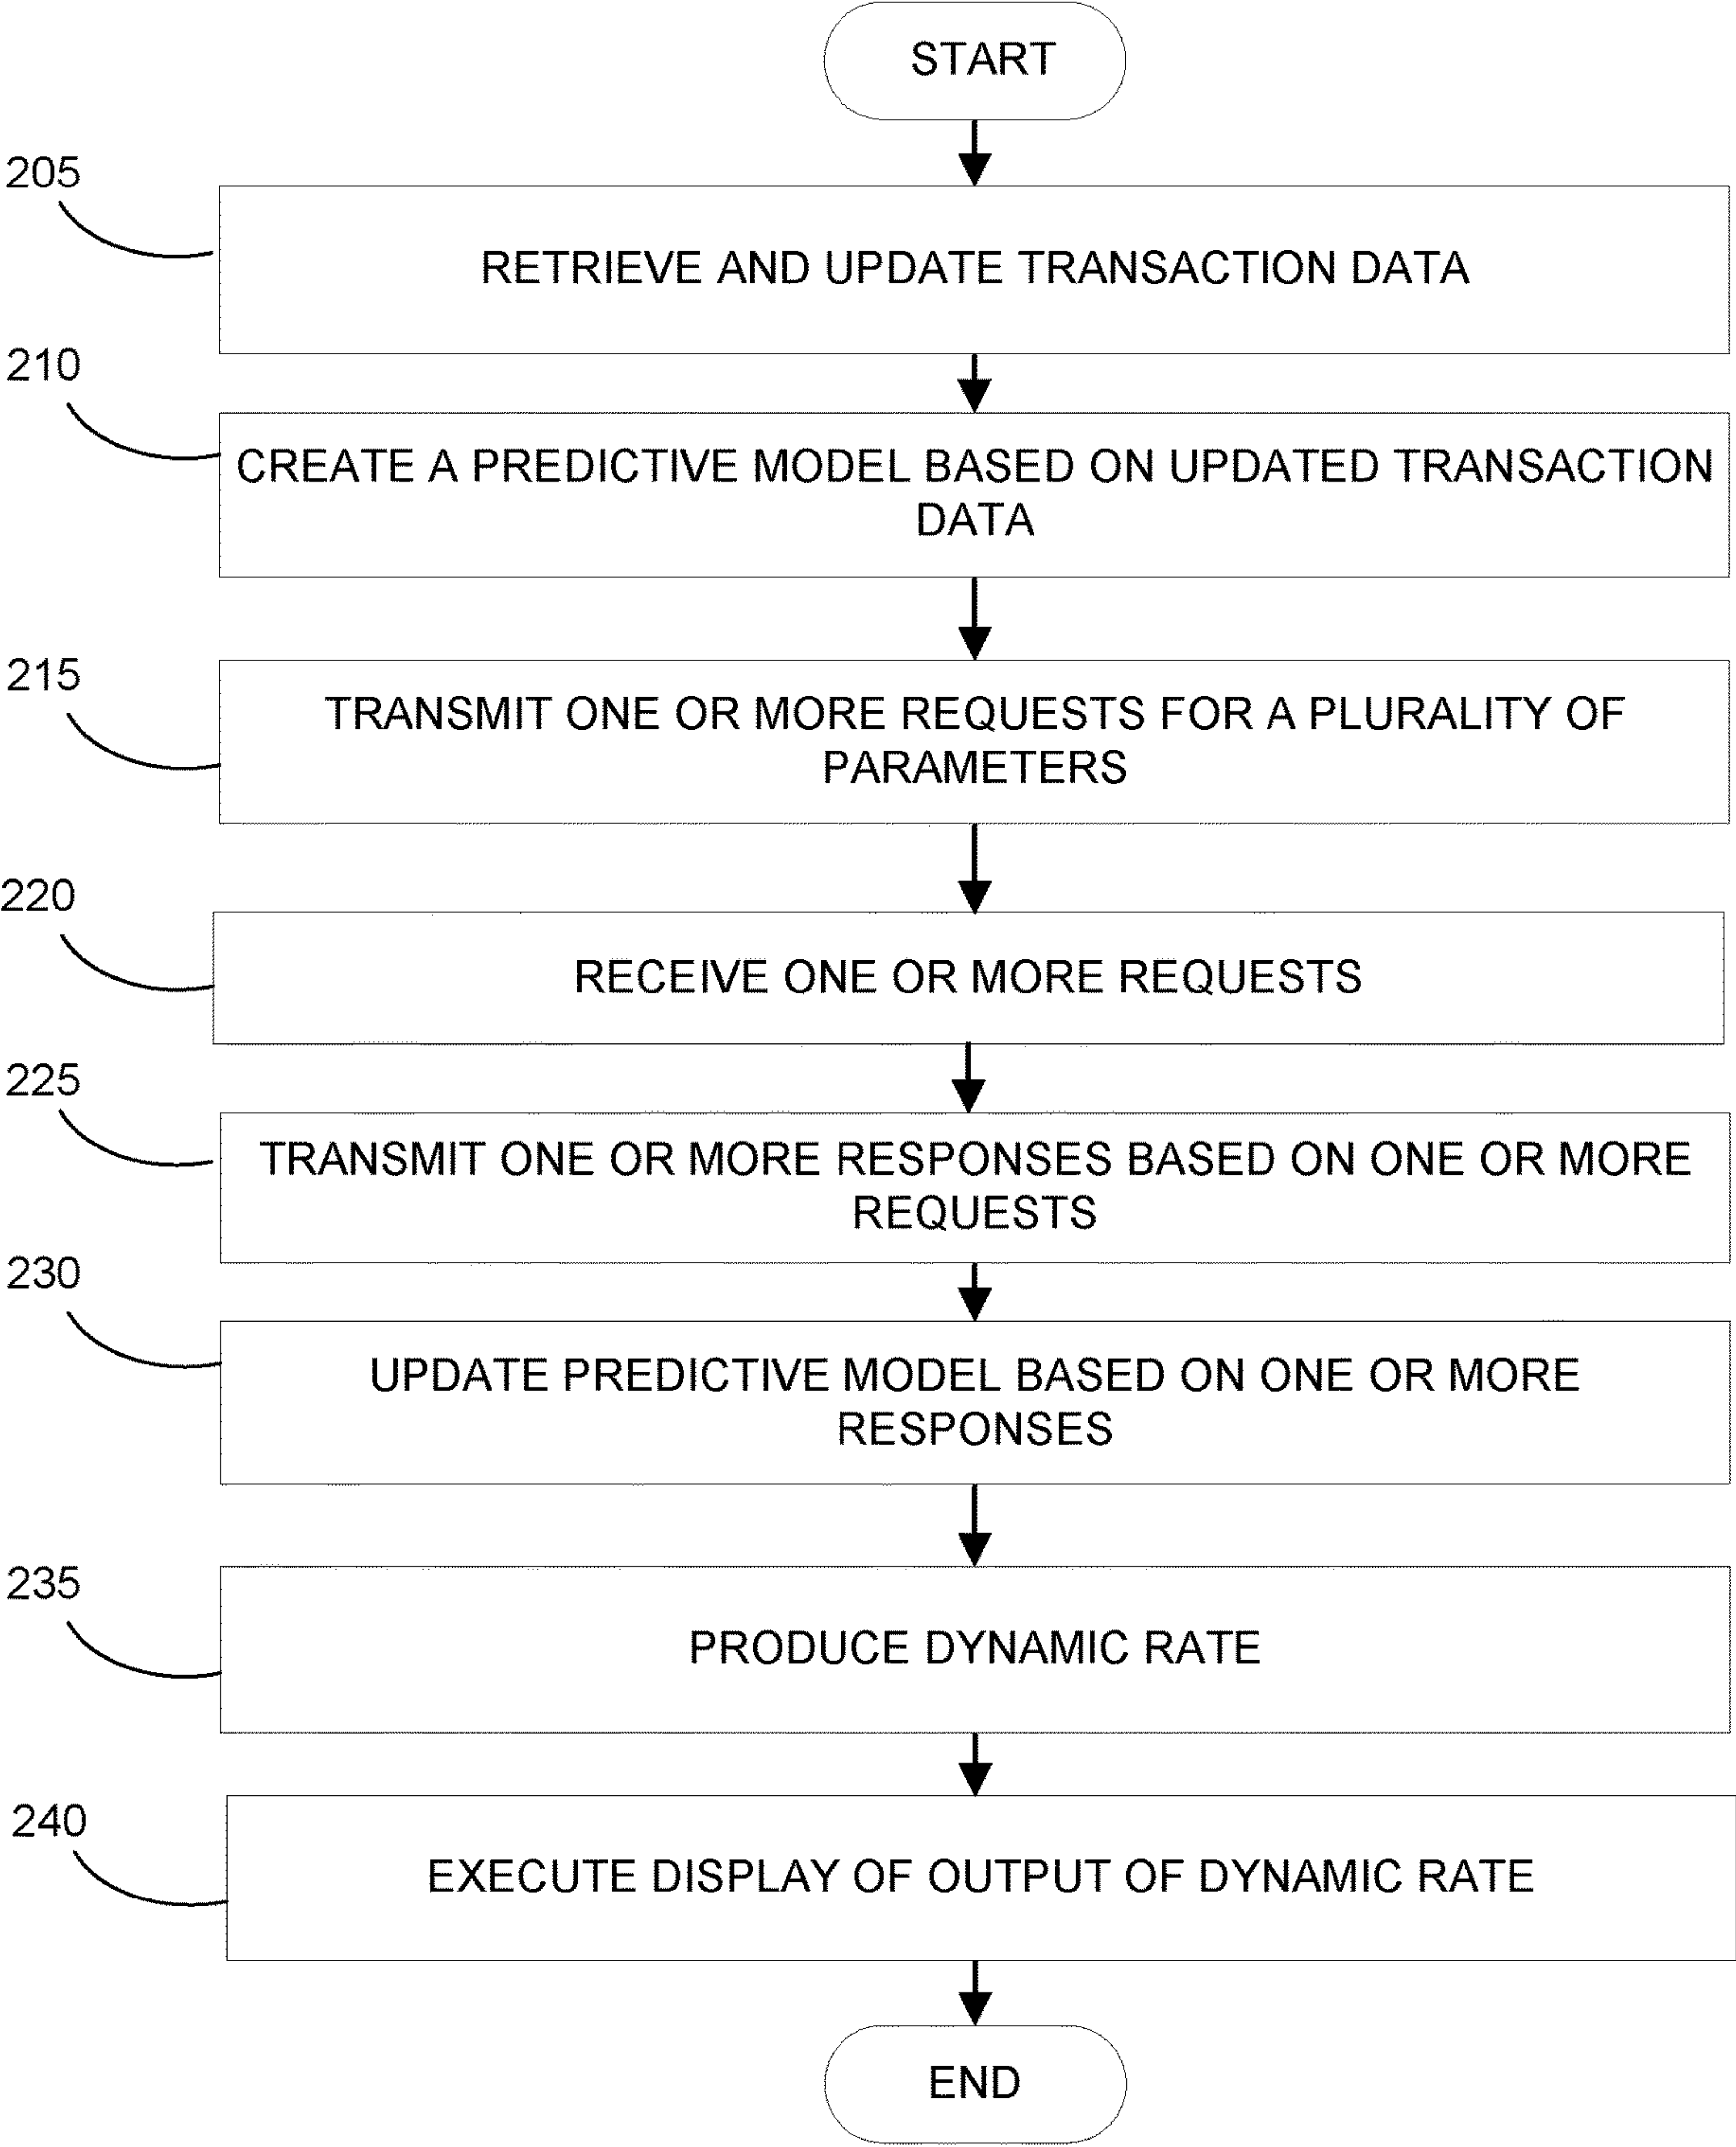 START
205
RETRIEVE AND UPDATE TRANSACTION DATA
210
CREATE A PREDICTIVE MODEL BASED ON UPDATED TRANSACTION
DATA
215
TRANSMIT ONE OR MORE REQUESTS FOR A PLURALITY OF
PARAMETERS
220
RECEIVE ONE OR MORE REQUESTS
225
TRANSMIT ONE OR MORE RESPONSES BASED ON ONE OR MORE
REQUESTS
230
UPDATE PREDICTIVE MODEL BASED ON ONE OR MORE
RESPONSES
235
PRODUCE DYNAMIC RATE
240
EXECUTE DISPLAY OF OUTPUT OF DYNAMIC RATE
END